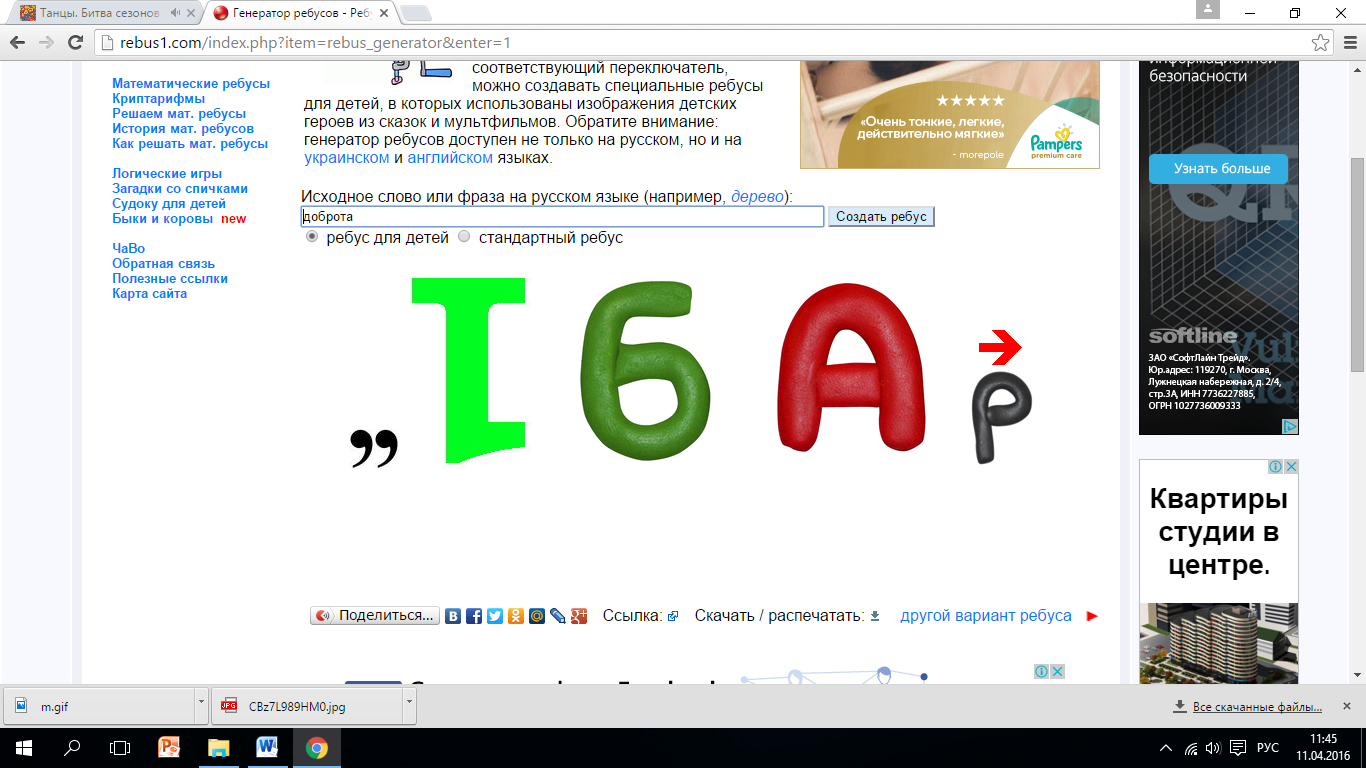 Танцы. Битва сезонов
Генератор ребусов - Ребу
rebus1.com/index.php?item=rebus_generator&enter=1
Математические ребусы
Криптарифмы
Решаем мат. ребусы
История мат. ребусов
Как решать мат. ребусы
Логические игры
Загадки со спичками
Судоку для детей
Быки и коровы new
ЧаВо
Обратная связь
Полезные ссылки
Карта сайта
соответствующий переключатель,
можно создавать специальные ребусы
для детей, в которых использованы изображения детских
героев из сказок и мультфильмов. Обратите внимание:
генератор ребусов доступен не только на русском, но и на
украинском и английском языках.
★★★★★
«Очень тонкие, легкие,
действительно мягкие»
- morepole
Pampers
premium care
Исходное слово или фраза на русском языке (например, дерево):
доброта
Создать ребус
ребус для детей стандартный ребус
,, б А → Р
Поделиться... Ссылка: Скачать / распечатать: другой вариант ребуса
информационной
безопасности
Узнать больше
softline
ЗАО «СофтЛайн Трейд».
Юр.адрес: 119270, г. Москва,
Лужнецкая набережная, д. 2/4,
стр.3А, ИНН 7736227885,
ОГРН 1027736009333
Квартиры
студии в
центре.
m.gif
CBz7L989HM0.jpg
Все скачанные файлы...
РУС
11:45
11.04.2016